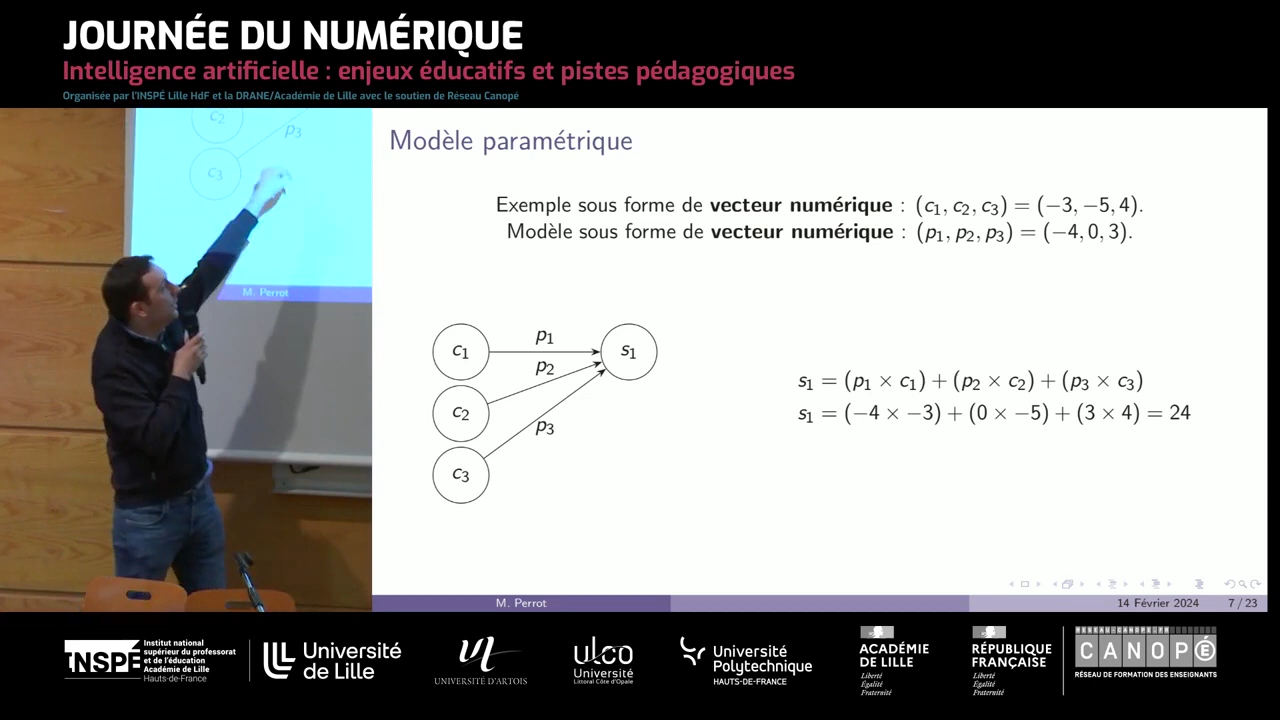 JOURNÉE DU NUMÉRIQUE
Intelligence artificielle : enjeux éducatifs et pistes pédagogiques
Organisée par l'INSPÉ Lille HdF et la DRANE/Académie de Lille avec le soutien de Réseau Canopé
c2
p3
c3
M. Perrot
Modèle paramétrique
Exemple sous forme de vecteur numérique : (c1, c2, c3) = (−3, −5, 4).
Modèle sous forme de vecteur numérique : (p1, p2, p3) = (−4, 0, 3).
c1
p1
s1
p2
c2
p3
c3
s1 = (p1 × c1) + (p2 × c2) + (p3 × c3)
s1 = (−4 × −3) + (0 × −5) + (3 × 4) = 24
M. Perrot
14 Février 2024
7 / 23
INSPÉ
Institut national
supérieur du professorat
et de l'éducation
Académie de Lille
Hauts-de-France
Université
de Lille
UNIVERSITÉ D'ARTOIS
ulco
Université
Littoral Côte d'Opale
Université
Polytechnique
HAUTS-DE-FRANCE
ACADÉMIE
DE LILLE
Liberté
Égalité
Fraternité
RÉPUBLIQUE
FRANÇAISE
Liberté
Égalité
Fraternité
RESEAU-CANOPE.FR
CANOPÉ
RÉSEAU DE FORMATION DES ENSEIGNANTS